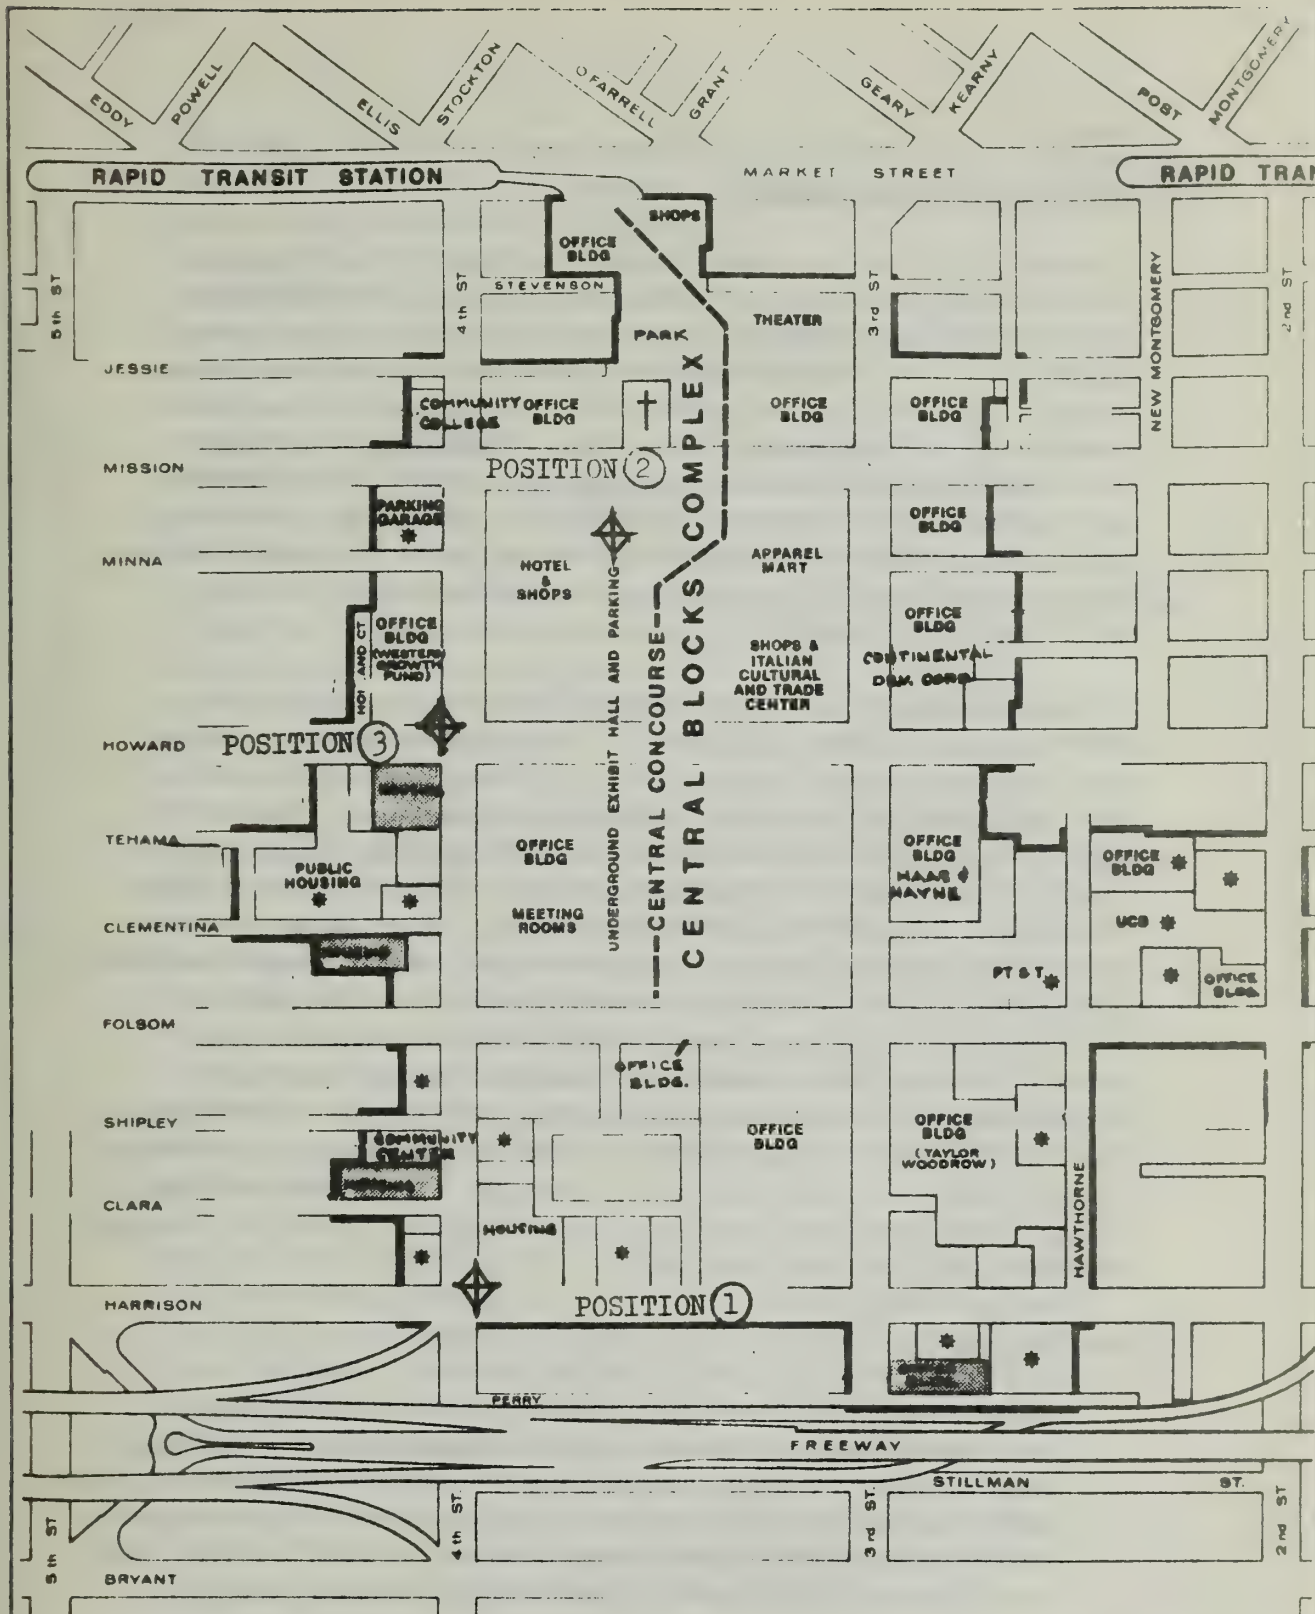 EDDY
POWELL
ELLIS
STOCKTON
O'FARRELL
GRANT
GEARY
KEARNY
POST
MONTGOMERY
RAPID TRANSIT STATION
MARKET STREET
RAPID TRAN
SHOPS
OFFICE
BLDG
STEVENSON
5th ST
4th ST
3rd ST
NEW MONTGOMERY
2nd ST
THEATER
PARK
JESSIE
COMMUNITY
COLLEGE
OFFICE
BLDG
OFFICE
BLDG
OFFICE
BLDG
MISSION
POSITION 2
PARKING
GARAGE
OFFICE
BLDG
MINNA
HOTEL
&
SHOPS
APPAREL
MART
OFFICE
BLDG
(WESTERN
GROWTH
FUND)
SHOPS &
ITALIAN
CULTURAL
AND TRADE
CENTER
OFFICE
BLDG
CONTINENTAL
DEV. CORP.
UNDERGROUND EXHIBIT HALL AND PARKING
CENTRAL CONCOURSE
CENTRAL BLOCKS COMPLEX
HOWARD
POSITION 3
TEHAMA
PUBLIC
HOUSING
OFFICE
BLDG
OFFICE
BLDG
HAAS &
HAYNE
OFFICE
BLDG
MEETING
ROOMS
UCB
CLEMENTINA
PT & T
OFFICE
BLDG.
FOLSOM
OFFICE
BLDG.
SHIPLEY
COMMUNITY
CENTER
OFFICE
BLDG
OFFICE
BLDG
(TAYLOR
WOODROW)
HAWTHORNE
CLARA
HOUSING
HARRISON
POSITION 1
PERRY
FREEWAY
STILLMAN ST.
5th ST
4th ST.
3rd ST.
2nd ST
BRYANT